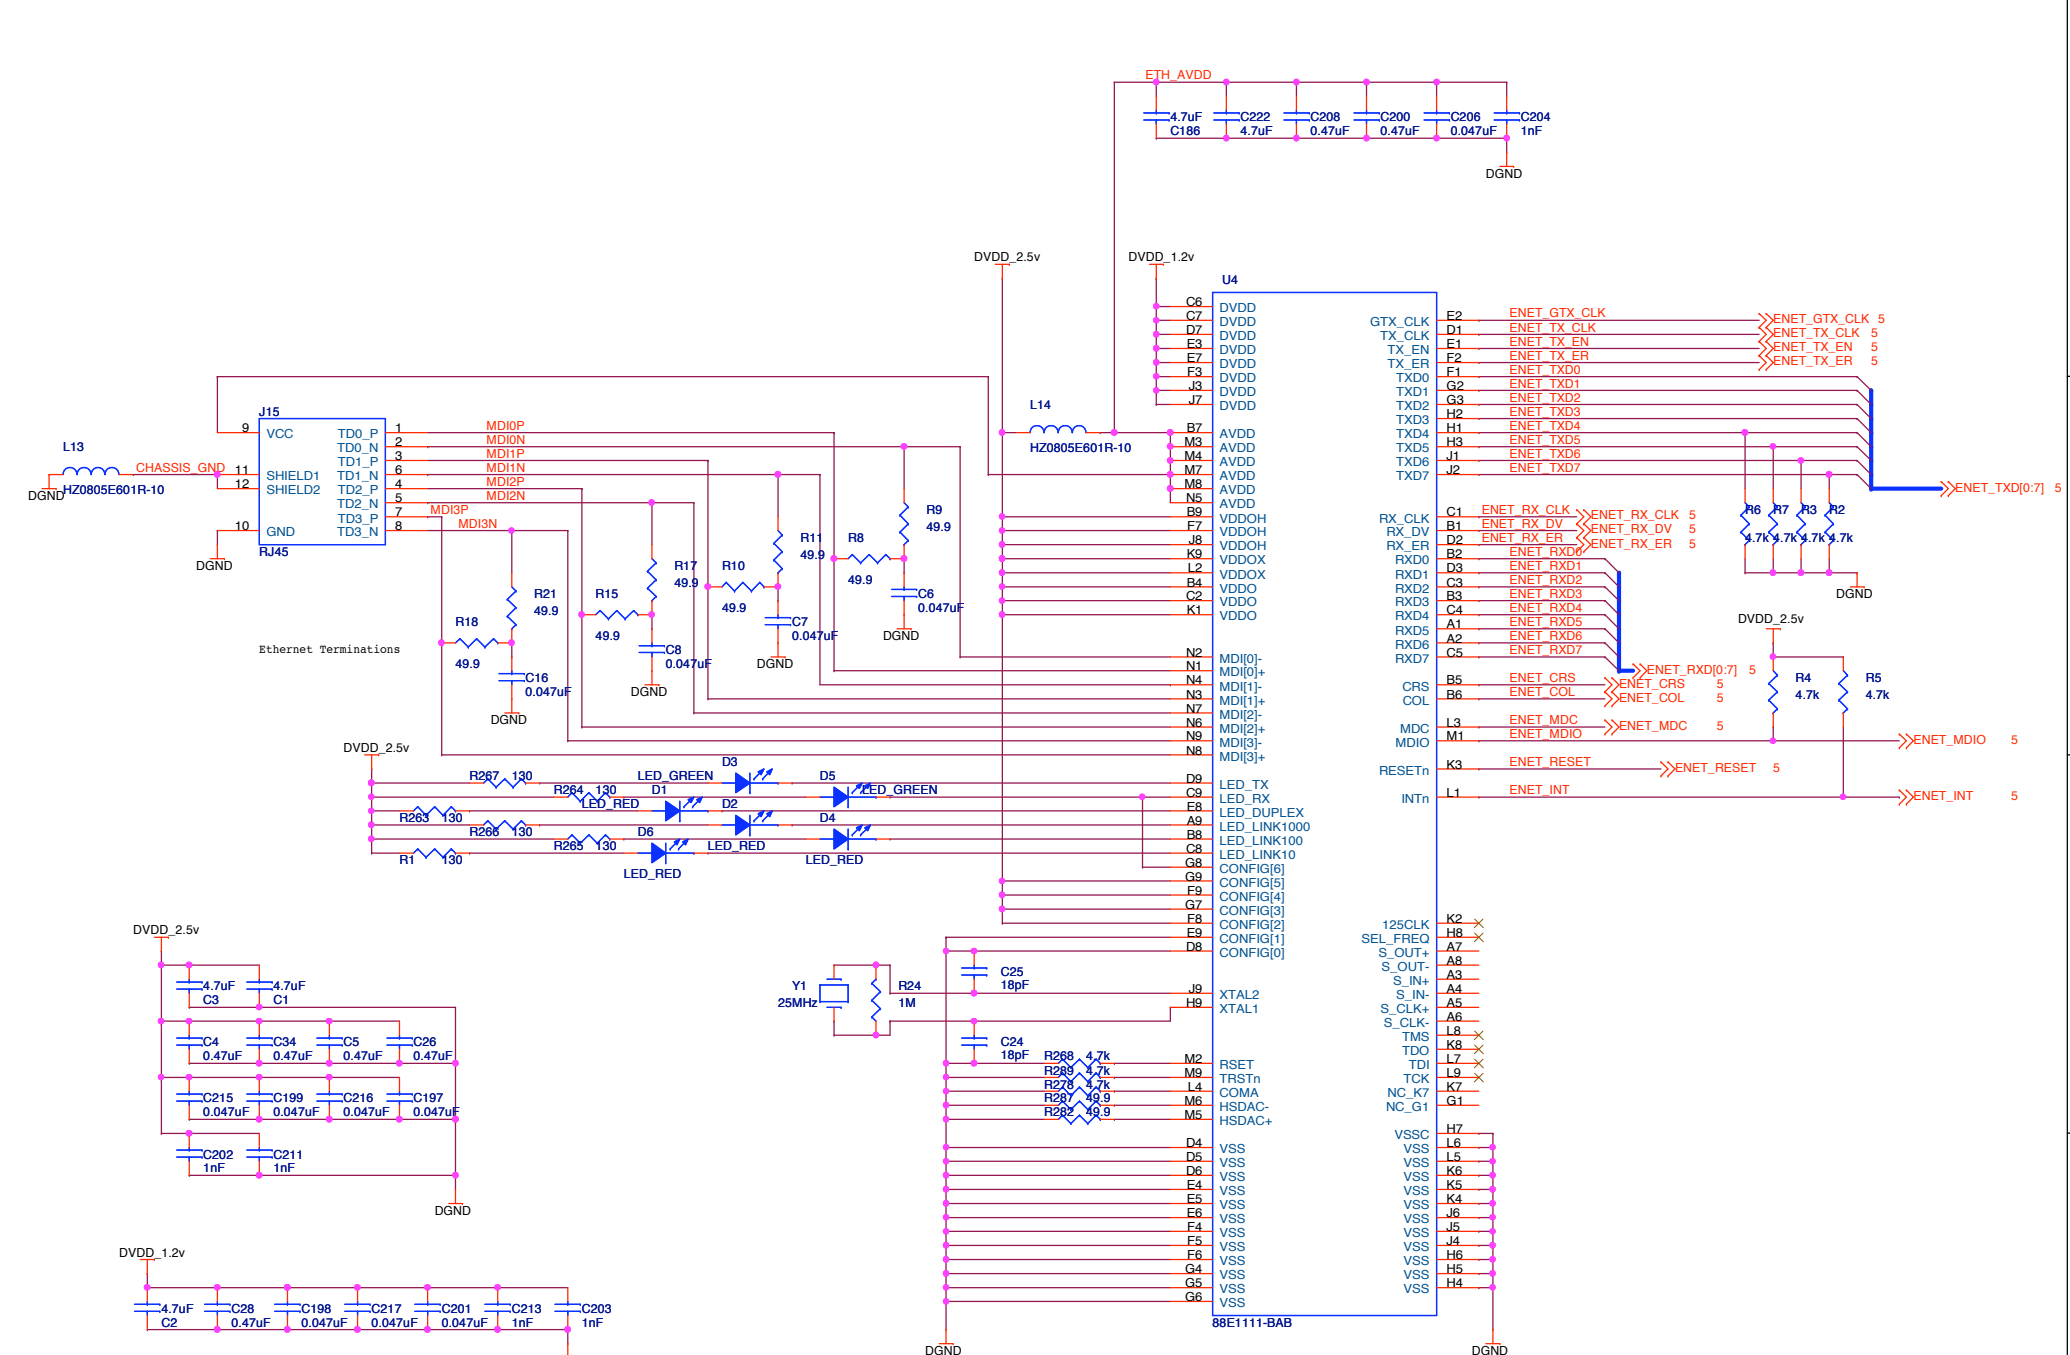 ETH_AVDD
4.7uF C222 C208 C200 C206 C204
C186 4.7uF 0.47uF 0.47uF 0.047uF 1nF
DGND
DVDD_2.5v DVDD_1.2v
U4
C6 DVDD
C7 DVDD
D7 DVDD
E3 DVDD
E7 DVDD
F3 DVDD
J3 DVDD
J7 DVDD
L14
HZ0805E601R-10
B7 AVDD
M3 AVDD
M4 AVDD
M7 AVDD
M8 AVDD
N5 AVDD
B9 VDDOH
F7 VDDOH
J8 VDDOH
K9 VDDOX
L2 VDDOX
B4 VDDO
C2 VDDO
K1 VDDO
N2 MDI[0]-
N1 MDI[0]+
N4 MDI[1]-
N3 MDI[1]+
N7 MDI[2]-
N6 MDI[2]+
N9 MDI[3]-
N8 MDI[3]+
D9 LED_TX
C9 LED_RX
E8 LED_DUPLEX
A9 LED_LINK1000
B8 LED_LINK100
C8 LED_LINK10
G8 CONFIG[6]
G9 CONFIG[5]
F9 CONFIG[4]
G7 CONFIG[3]
F8 CONFIG[2]
E9 CONFIG[1]
D8 CONFIG[0]
J9 XTAL2
H9 XTAL1
M2 RSET
M9 TRSTn
L4 COMA
M6 HSDAC-
M5 HSDAC+
D4 VSS
D5 VSS
D6 VSS
E4 VSS
E5 VSS
E6 VSS
F4 VSS
F5 VSS
F6 VSS
G4 VSS
G5 VSS
G6 VSS
88E1111-BAB
GTX_CLK E2 ENET_GTX_CLK ENET_GTX_CLK 5
TX_CLK D1 ENET_TX_CLK ENET_TX_CLK 5
TX_EN E1 ENET_TX_EN ENET_TX_EN 5
TX_ER F2 ENET_TX_ER ENET_TX_ER 5
TXD0 F1 ENET_TXD0
TXD1 G2 ENET_TXD1
TXD2 G3 ENET_TXD2
TXD3 H2 ENET_TXD3
TXD4 H1 ENET_TXD4
TXD5 H3 ENET_TXD5
TXD6 J1 ENET_TXD6
TXD7 J2 ENET_TXD7
ENET_TXD[0:7] 5
R6 R7 R3 R2
4.7k 4.7k 4.7k 4.7k
DGND
RX_CLK C1 ENET_RX_CLK ENET_RX_CLK 5
RX_DV B1 ENET_RX_DV ENET_RX_DV 5
RX_ER D2 ENET_RX_ER ENET_RX_ER 5
RXD0 B2 ENET_RXD0
RXD1 D3 ENET_RXD1
RXD2 C3 ENET_RXD2
RXD3 B3 ENET_RXD3
RXD4 C4 ENET_RXD4
RXD5 A1 ENET_RXD5
RXD6 A2 ENET_RXD6
RXD7 C5 ENET_RXD7
ENET_RXD[0:7] 5
CRS B5 ENET_CRS ENET_CRS 5
COL B6 ENET_COL ENET_COL 5
MDC L3 ENET_MDC ENET_MDC 5
MDIO M1 ENET_MDIO ENET_MDIO 5
RESETn K3 ENET_RESET ENET_RESET 5
INTn L1 ENET_INT ENET_INT 5
DVDD_2.5v
R4 R5
4.7k 4.7k
125CLK K2
SEL_FREQ H8
S_OUT+ A7
S_OUT- A8
S_IN+ A3
S_IN- A4
S_CLK+ A5
S_CLK- A6
TMS L8
TDO K8
TDI L7
TCK L9
NC_K7 K7
NC_G1 G1
VSSC H7
VSS L6
VSS L5
VSS K6
VSS K5
VSS K4
VSS J6
VSS J5
VSS J4
VSS H6
VSS H5
VSS H4
DGND
J15
9 VCC
11 SHIELD1
12 SHIELD2
10 GND
TD0_P 1 MDI0P
TD0_N 2 MDI0N
TD1_P 3 MDI1P
TD1_N 6 MDI1N
TD2_P 4 MDI2P
TD2_N 5 MDI2N
TD3_P 7 MDI3P
TD3_N 8 MDI3N
RJ45
L13
CHASSIS_GND
DGND HZ0805E601R-10
DGND
R9
49.9
R8
49.9
C6
0.047uF
DGND
R11
49.9
R10
49.9
C7
0.047uF
DGND
R17
49.9
R15
49.9
C8
0.047uF
DGND
R21
49.9
R18
49.9
C16
0.047uF
DGND
Ethernet Terminations
DVDD_2.5v
R267 130 LED_GREEN D3
R264 130 D5 LED_GREEN
R263 130 LED_RED D1
R266 130 D2 LED_RED
R265 130 D4 LED_RED
R1 130 D6 LED_RED
Y1
25MHz
R24
1M
C25
18pF
C24
18pF
R268 4.7k
R289 4.7k
R278 4.7k
R287 49.9
R282 49.9
DGND
DVDD_2.5v
4.7uF 4.7uF
C3 C1
C4 C34 C5 C26
0.47uF 0.47uF 0.47uF 0.47uF
C215 C199 C216 C197
0.047uF 0.047uF 0.047uF 0.047uF
C202 C211
1nF 1nF
DGND
DVDD_1.2v
4.7uF C28 C198 C217 C201 C213 C203
C2 0.47uF 0.047uF 0.047uF 0.047uF 1nF 1nF